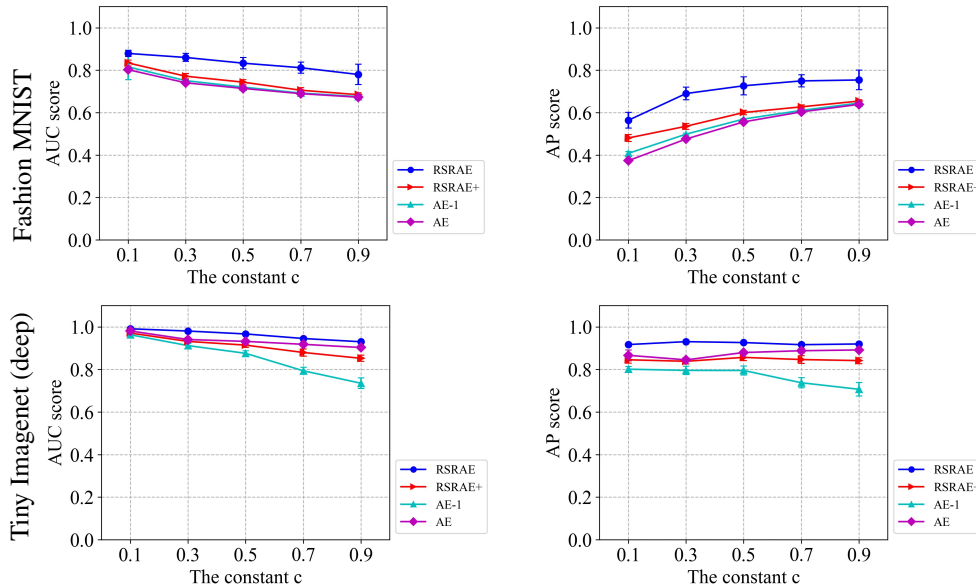 Fashion MNIST
AUC score
1.0
0.8
0.6
0.4
0.2
0.0
0.1 0.3 0.5 0.7 0.9
The constant c
RSRAE
RSRAE+
AE-1
AE
AP score
1.0
0.8
0.6
0.4
0.2
0.0
0.1 0.3 0.5 0.7 0.9
The constant c
RSRAE
RSRAE+
AE-1
AE
Tiny Imagenet (deep)
AUC score
1.0
0.8
0.6
0.4
0.2
0.0
0.1 0.3 0.5 0.7 0.9
The constant c
RSRAE
RSRAE+
AE-1
AE
AP score
1.0
0.8
0.6
0.4
0.2
0.0
0.1 0.3 0.5 0.7 0.9
The constant c
RSRAE
RSRAE+
AE-1
AE